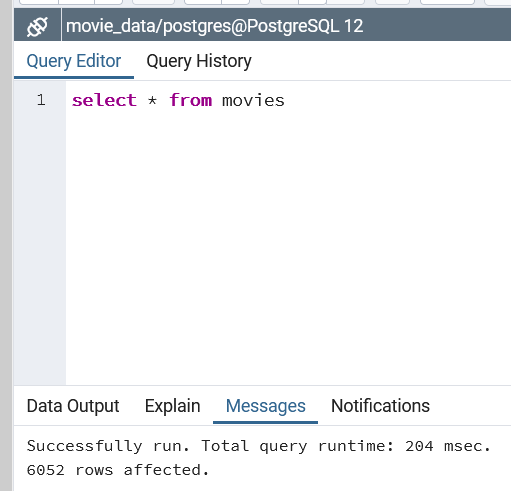 movie_data/postgres@PostgreSQL 12
Query Editor Query History
1 select * from movies
Data Output Explain Messages Notifications
Successfully run. Total query runtime: 204 msec.
6052 rows affected.